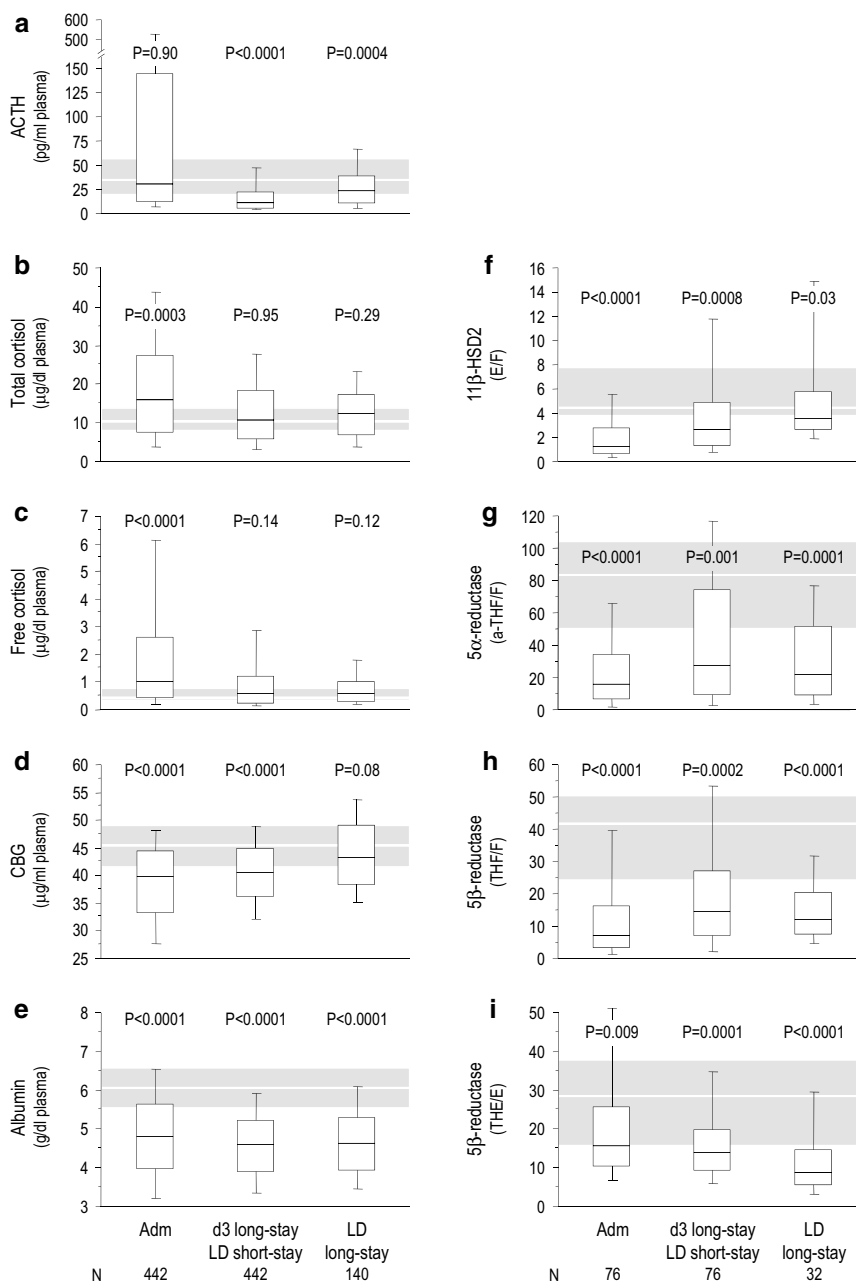 a
600
500
150
125
100
75
50
25
0
ACTH
(pg/ml plasma)
P=0.90 P<0.0001 P=0.0004
b
50
40
30
20
10
0
Total cortisol
(µg/dl plasma)
P=0.0003 P=0.95 P=0.29
c
7
6
5
4
3
2
1
0
Free cortisol
(µg/dl plasma)
P<0.0001 P=0.14 P=0.12
d
60
55
50
45
40
35
30
25
CBG
(µg/ml plasma)
P<0.0001 P<0.0001 P=0.08
e
8
7
6
5
4
3
Albumin
(g/dl plasma)
P<0.0001 P<0.0001 P<0.0001
Adm d3 long-stay LD
LD short-stay long-stay
N 442 442 140
f
16
14
12
10
8
6
4
2
0
11β-HSD2
(E/F)
P<0.0001 P=0.0008 P=0.03
g
120
100
80
60
40
20
0
5α-reductase
(a-THF/F)
P<0.0001 P=0.001 P=0.0001
h
60
50
40
30
20
10
0
5β-reductase
(THF/F)
P<0.0001 P=0.0002 P<0.0001
i
50
40
30
20
10
0
5β-reductase
(THE/E)
P=0.009 P=0.0001 P<0.0001
Adm d3 long-stay LD
LD short-stay long-stay
N 76 76 32